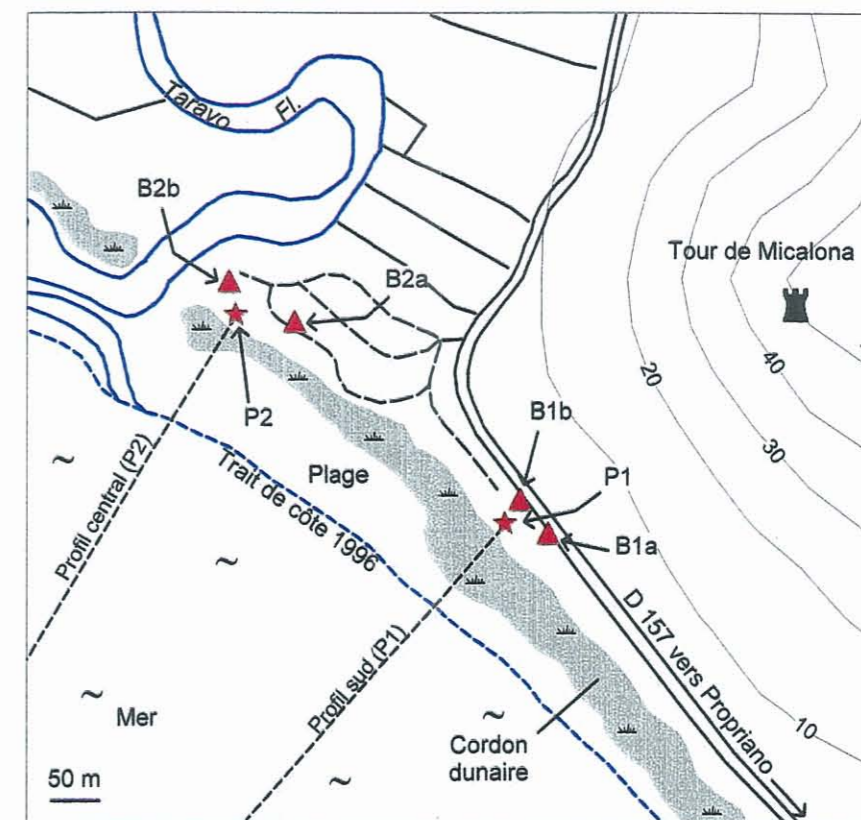 Taravo Fl.
B2b
Tour de Micalona
B2a
20
40
P2
B1b
30
Plage
P1
Profil central (P2)
Trait de côte 1996
B1a
D 157 vers Propriano
Profil sud (P1)
Mer
10
Cordon
dunaire
50 m